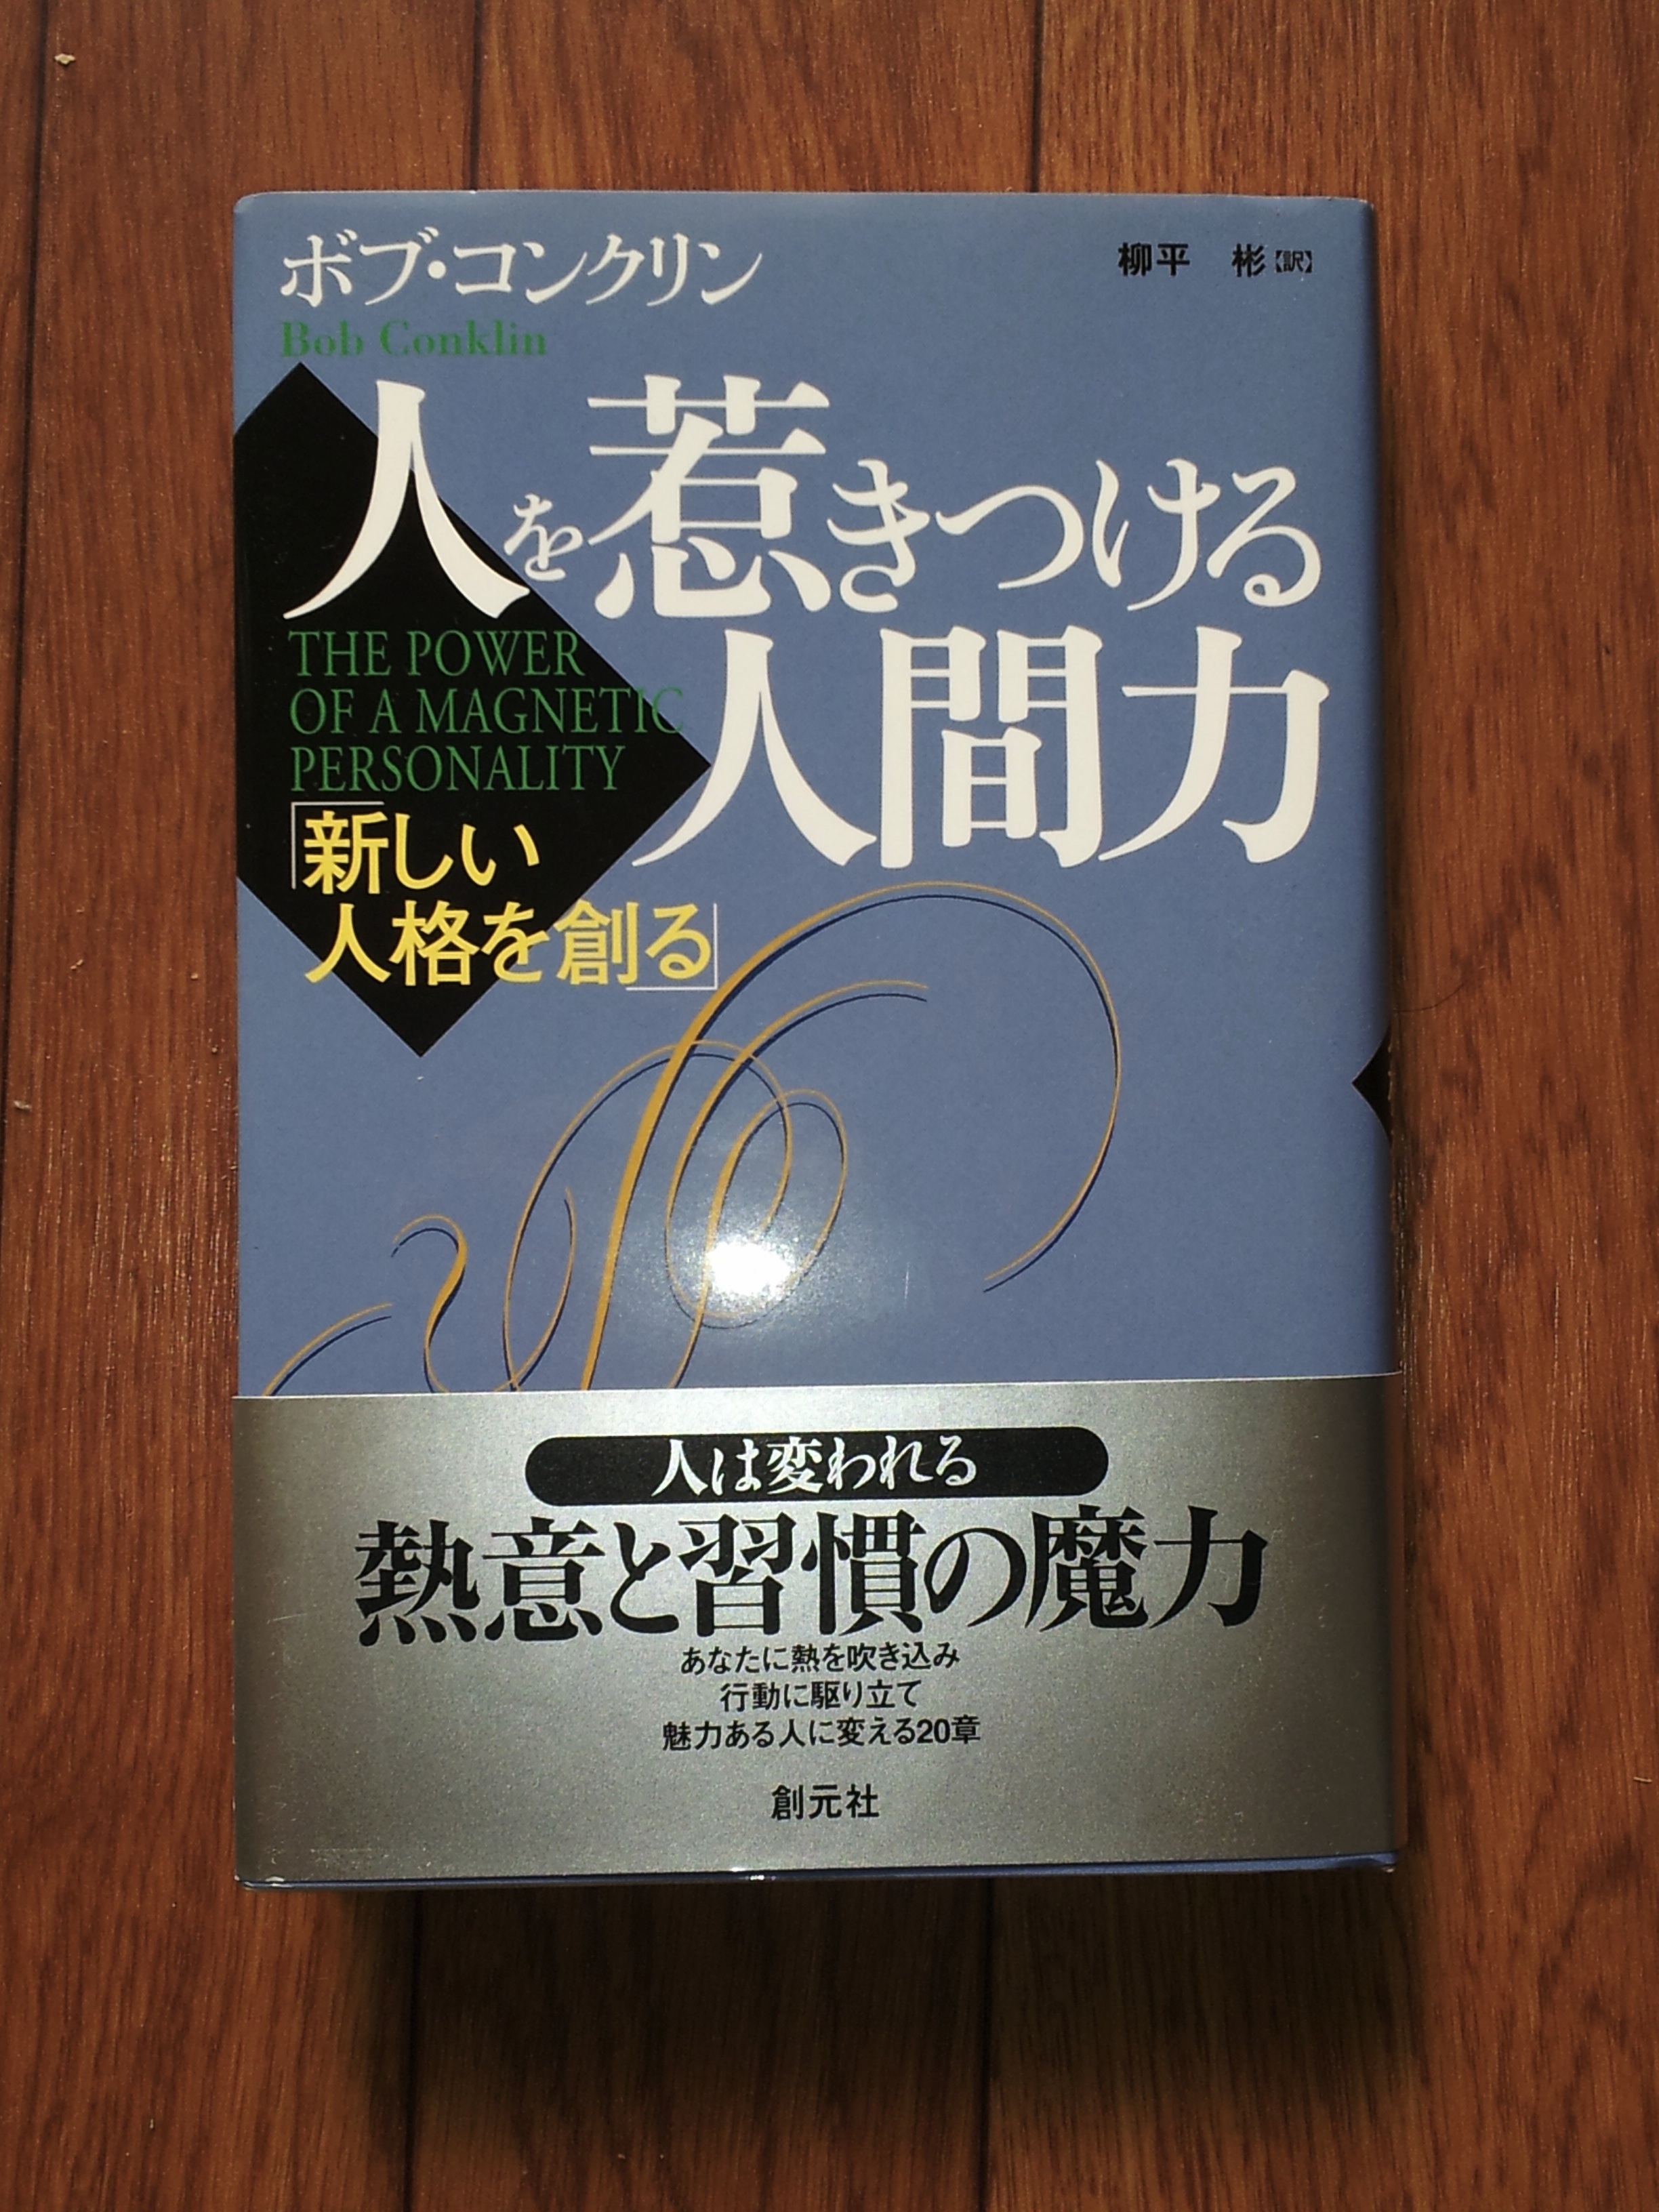 ボブ・コンクリン
柳平 彬【訳】
Bob Conklin
人を惹きつける
人間力
THE POWER
OF A MAGNETIC
PERSONALITY
「新しい
人格を創る」
人は変われる
熱意と習慣の魔力
あなたに熱を吹き込み
行動に駆り立て
魅力ある人に変える20章
創元社